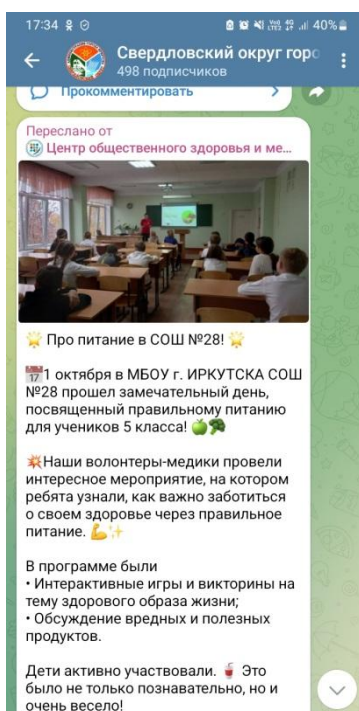 17:34
40%
Свердловский округ горо
498 подписчиков
Прокомментировать
Переслано от
Центр общественного здоровья и ме...
🌟 Про питание в СОШ №28! 🌟
📅1 октября в МБОУ г. ИРКУТСКА СОШ
№28 прошел замечательный день,
посвященный правильному питанию
для учеников 5 класса! 🍏🥦
💥Наши волонтеры-медики провели
интересное мероприятие, на котором
ребята узнали, как важно заботиться
о своем здоровье через правильное
питание. 💪✨
В программе были
• Интерактивные игры и викторины на
тему здорового образа жизни;
• Обсуждение вредных и полезных
продуктов.
Дети активно участвовали. 🥤 Это
было не только познавательно, но и
очень весело!